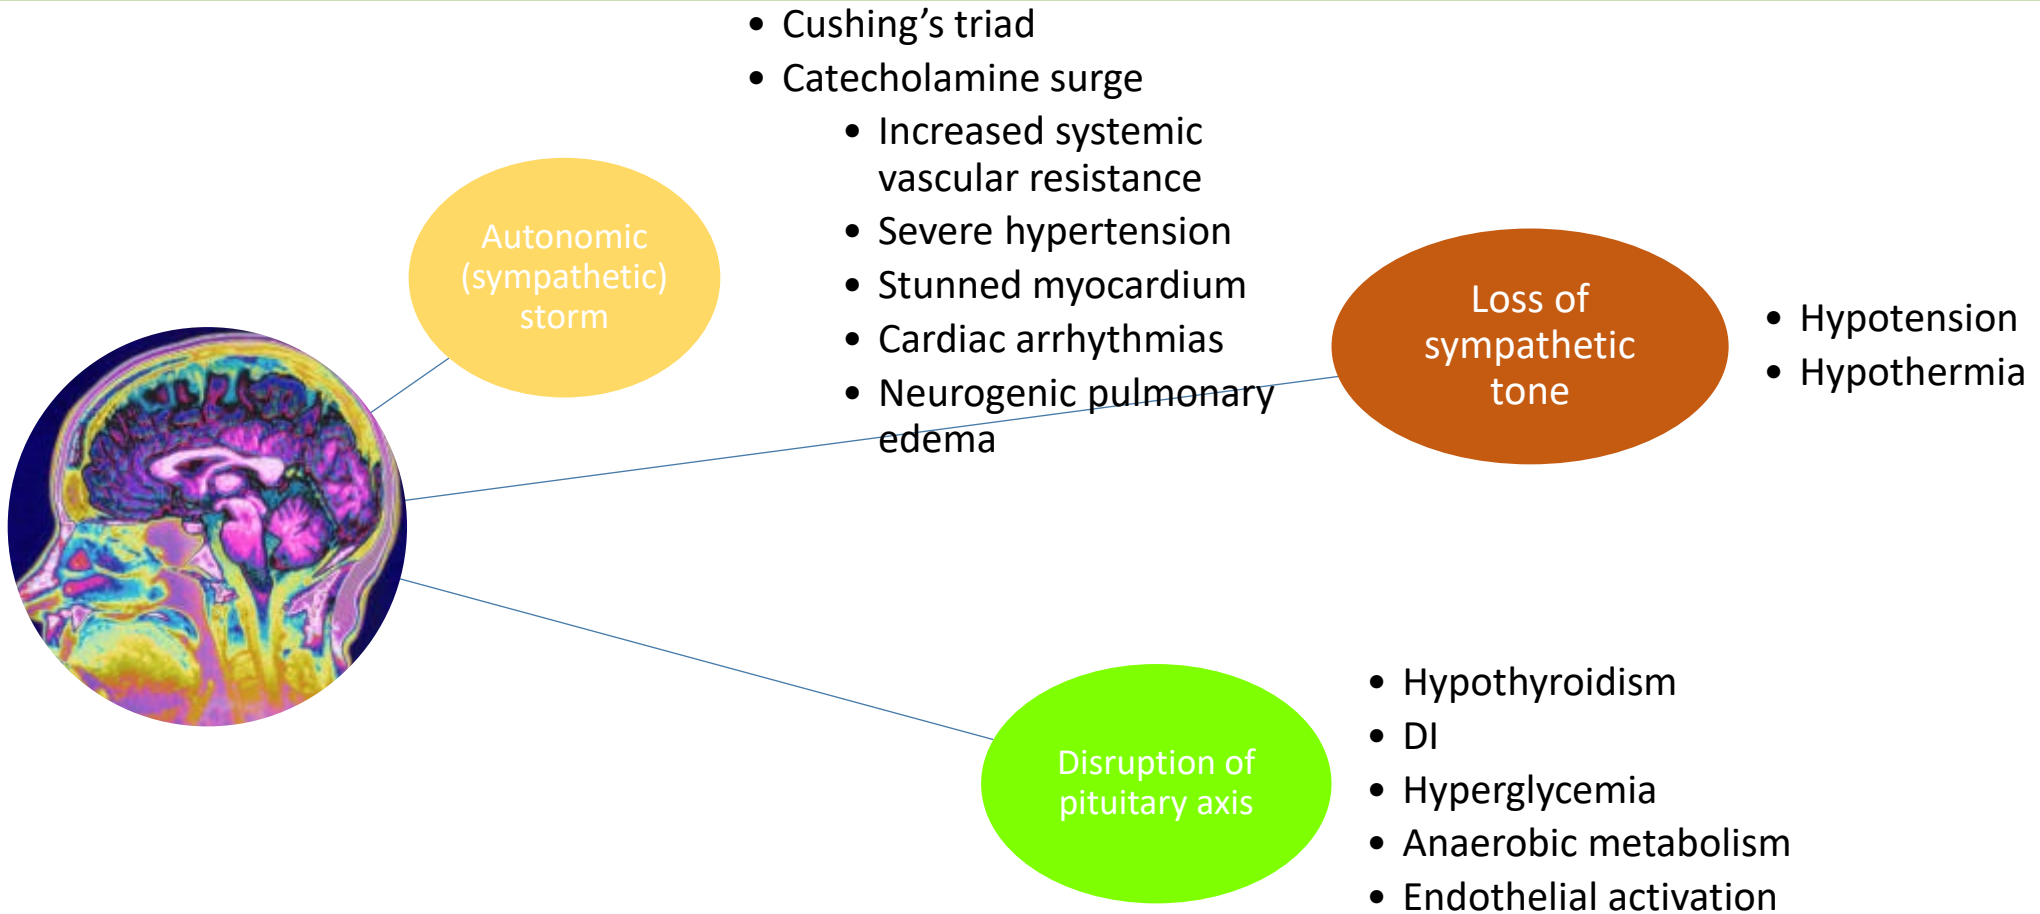 • Cushing’s triad
• Catecholamine surge
• Increased systemic
vascular resistance
• Severe hypertension
• Stunned myocardium
• Cardiac arrhythmias
• Neurogenic pulmonary
edema
Autonomic
(sympathetic)
storm
Loss of
sympathetic
tone
• Hypotension
• Hypothermia
Disruption of
pituitary axis
• Hypothyroidism
• DI
• Hyperglycemia
• Anaerobic metabolism
• Endothelial activation